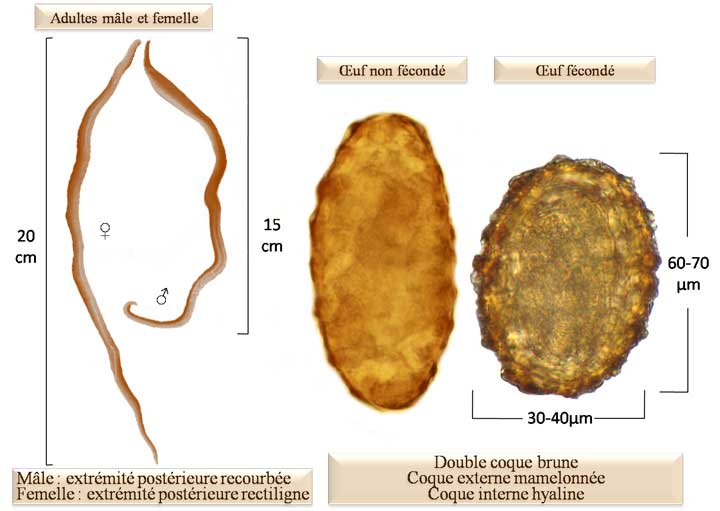 Adultes mâle et femelle
Œuf non fécondé
Œuf fécondé
20
cm
♀
♂
15
cm
60-70
µm
30-40µm
Mâle : extrémité postérieure recourbée
Femelle : extrémité postérieure rectiligne
Double coque brune
Coque externe mamelonnée
Coque interne hyaline